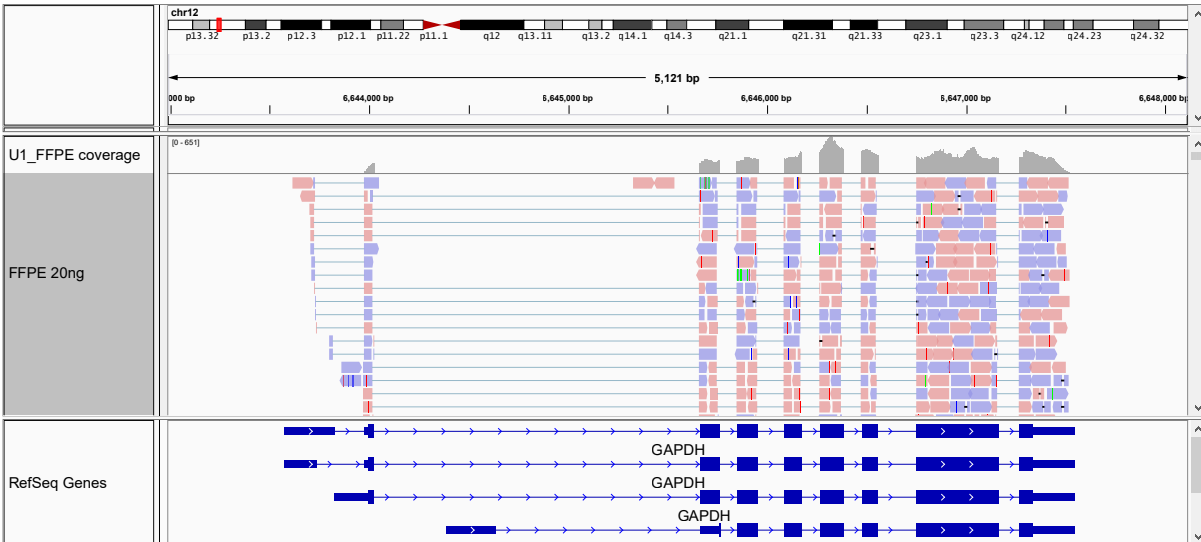 chr12
p13.32 p13.2 p12.3 p12.1 p11.22 p11.1 q12 q13.11 q13.2 q14.1 q14.3 q21.1 q21.31 q21.33 q23.1 q23.3 q24.12 q24.23 q24.32
5,121 bp
000 bp 6,644,000 bp 6,645,000 bp 6,646,000 bp 6,647,000 bp 6,648,000 bp
[0 - 651]
U1_FFPE coverage
FFPE 20ng
GAPDH
RefSeq Genes
GAPDH
GAPDH